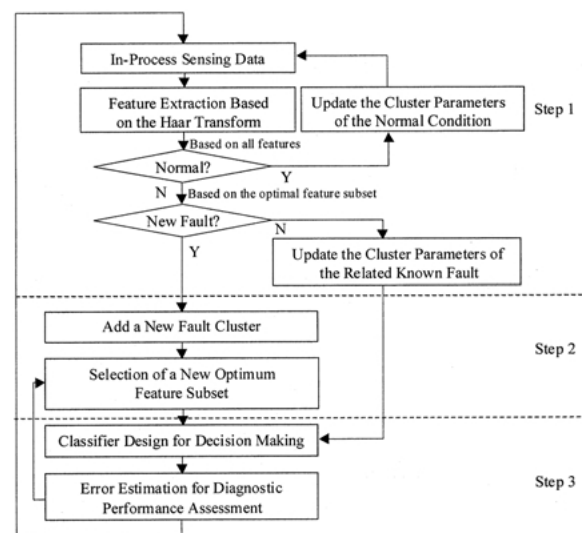 In-Process Sensing Data
Feature Extraction Based
on the Haar Transform
Update the Cluster Parameters
of the Normal Condition
Step 1
Based on all features
Normal?
Y
N
Based on the optimal feature subset
New Fault?
N
Y
Update the Cluster Parameters of
the Related Known Fault
Add a New Fault Cluster
Step 2
Selection of a New Optimum
Feature Subset
Classifier Design for Decision Making
Step 3
Error Estimation for Diagnostic
Performance Assessment